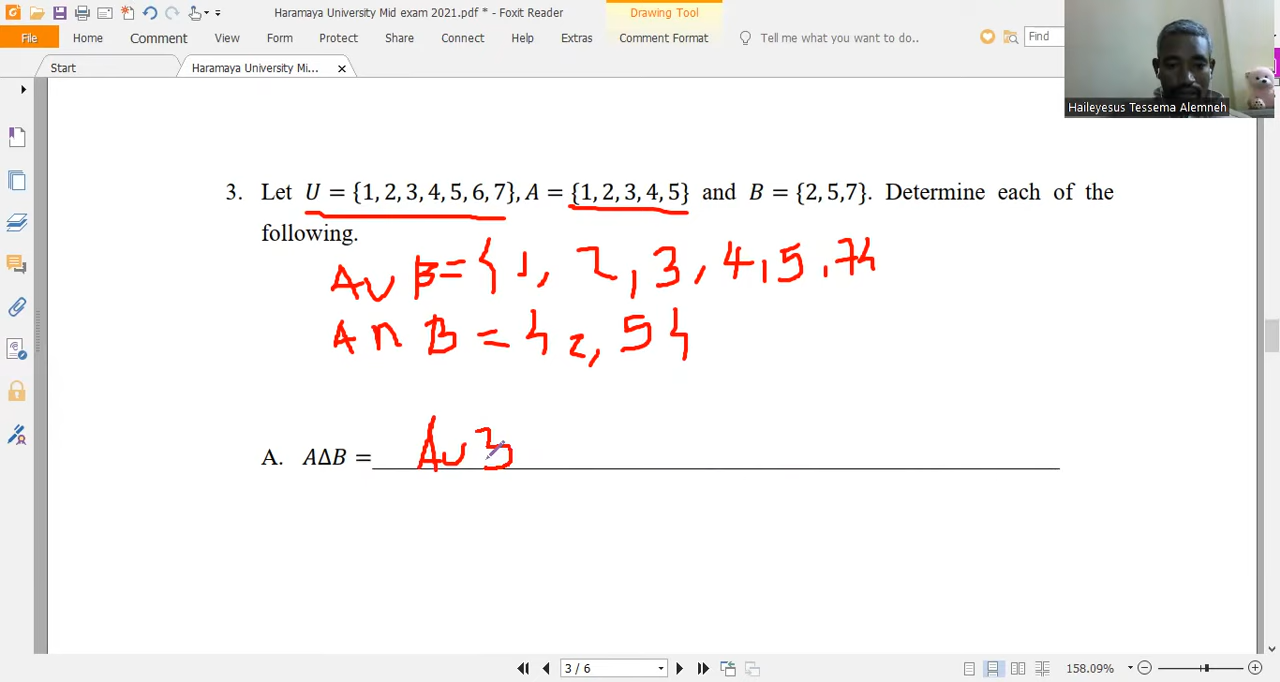 Haramaya University Mid exam 2021.pdf * - Foxit Reader
Drawing Tool
File Home Comment View Form Protect Share Connect Help Extras Comment Format Tell me what you want to do.. Find
Start Haramaya University Mi...
Haileyesus Tessema Alemneh
3. Let U = {1, 2, 3, 4, 5, 6, 7}, A = {1, 2, 3, 4, 5} and B = {2, 5,7}. Determine each of the
following.
A∪B={1, 2, 3, 4, 5, 7}
A∩B={2, 5}
A. AΔB = A∪B
3 / 6
158.09%